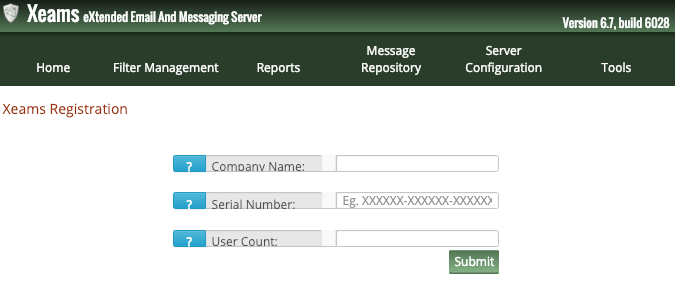 Xeams eXtended Email And Messaging Server
Version 6.7, build 6028
Home
Filter Management
Reports
Message
Repository
Server
Configuration
Tools
Xeams Registration
? Company Name:
? Serial Number: Eg. XXXXXX-XXXXXX-XXXXXX
? User Count:
Submit